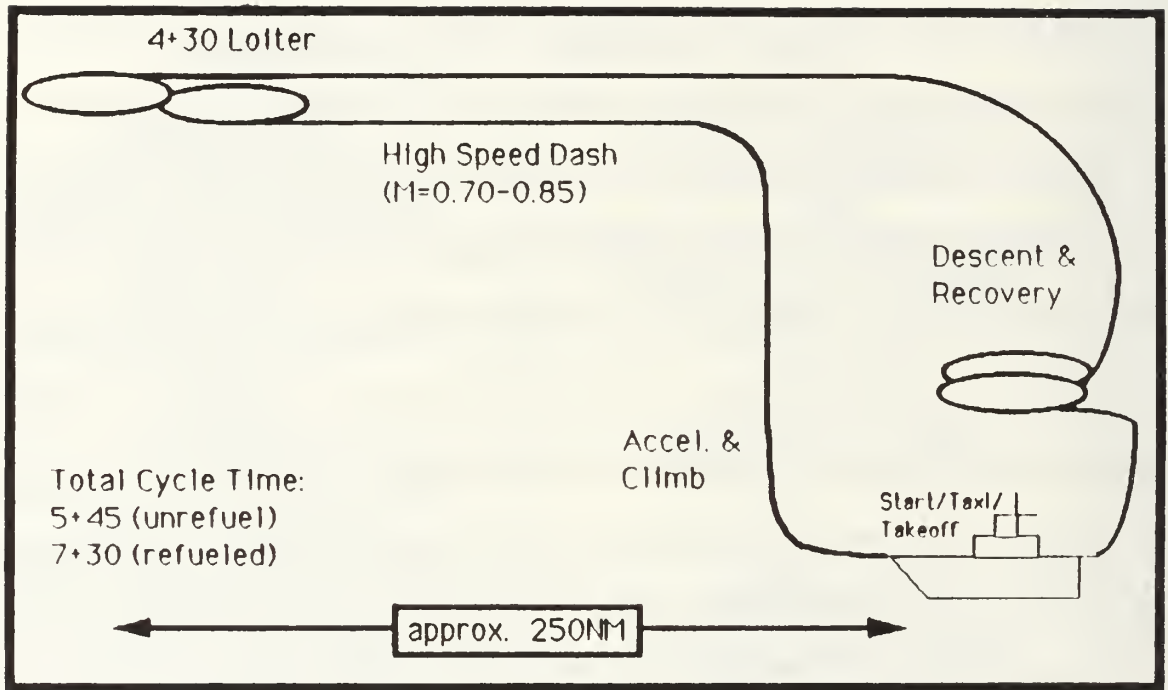 4+30 Loiter
High Speed Dash
(M=0.70-0.85)
Descent &
Recovery
Accel. &
Climb
Total Cycle Time:
5+45 (unrefuel)
7+30 (refueled)
Start/Taxi/
Takeoff
approx. 250NM